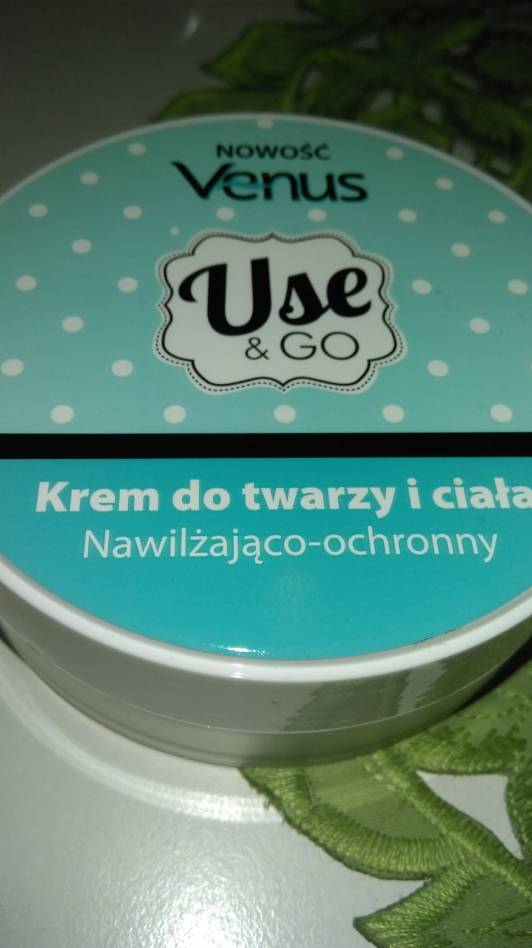 NOWOŚĆ
Venus
Use
& GO
Krem do twarzy i ciała
Nawilżająco-ochronny